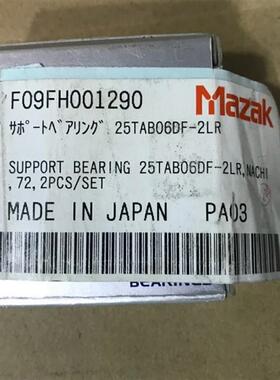 F09FH001290
Mazak
サポートベアリング 25TAB06DF-2LR
SUPPORT BEARING 25TAB06DF-2LR,NACHI
,72,2PCS/SET
MADE IN JAPAN PA03
BEARINGS